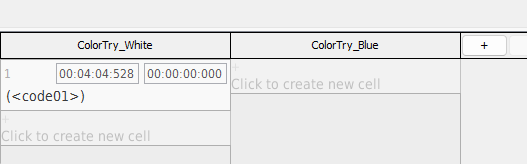 ColorTry_White ColorTry_Blue +
1 00:04:04:528 00:00:00:000
(<code01>)
+
Click to create new cell
+
Click to create new cell